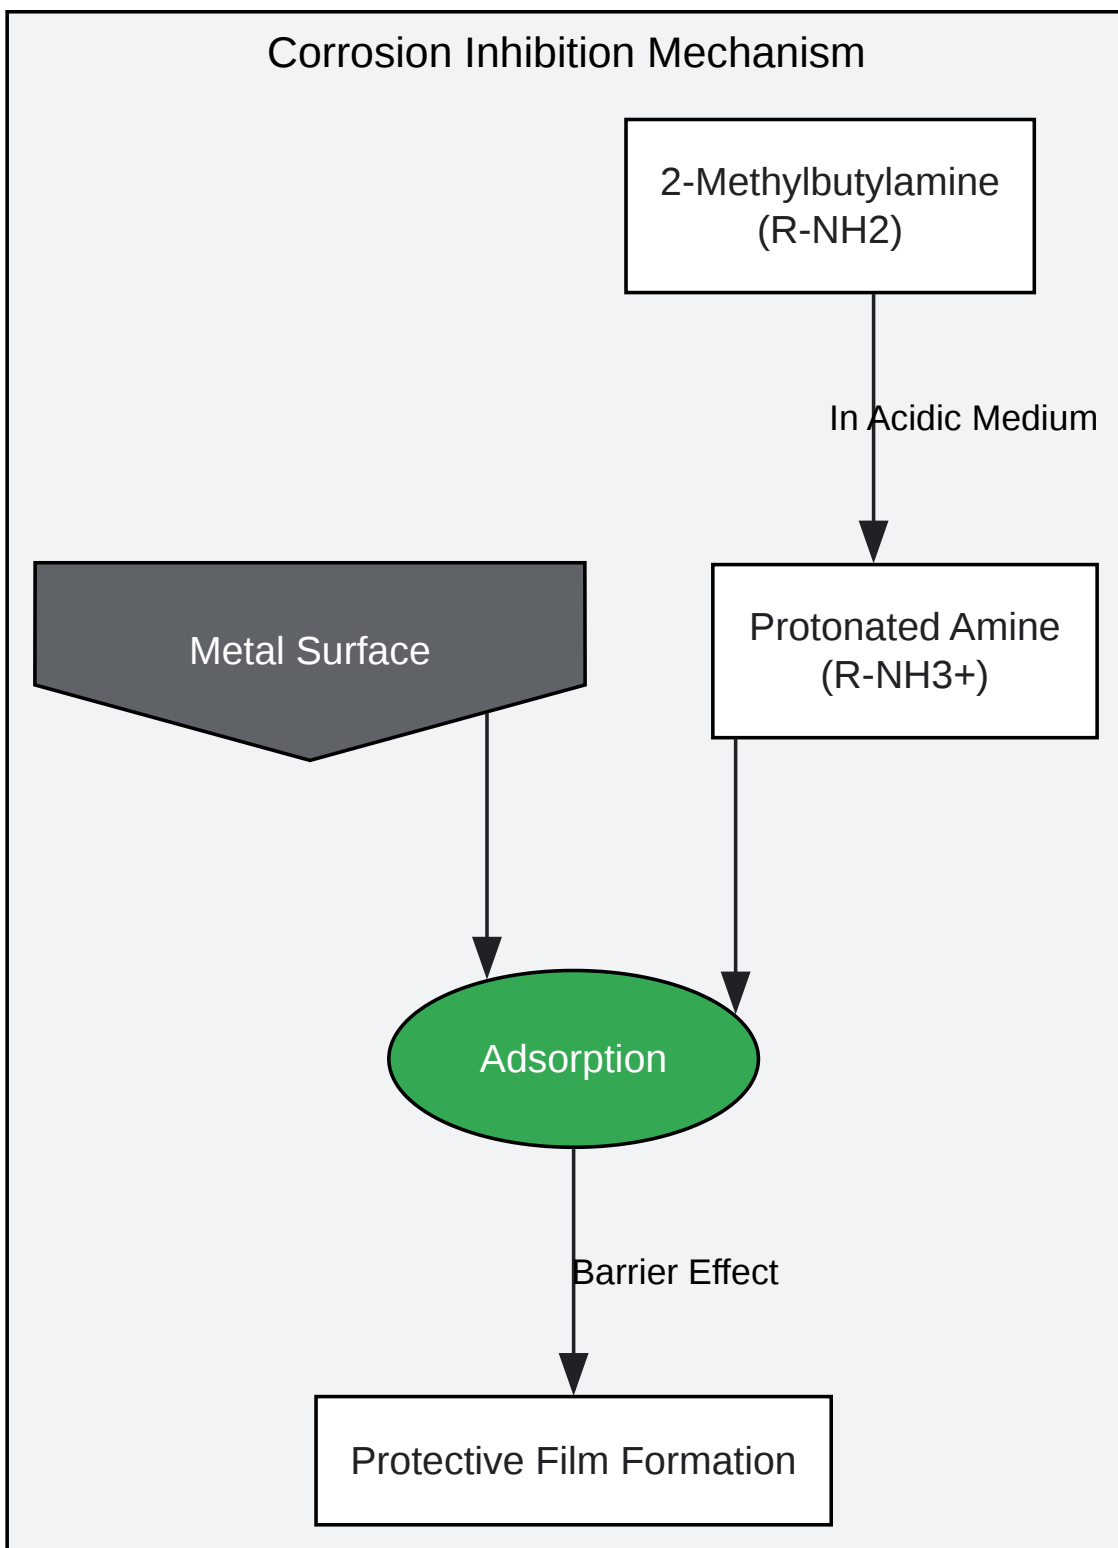 Corrosion Inhibition Mechanism
2-Methylbutylamine
(R-NH2)
In Acidic Medium
Metal Surface
Protonated Amine
(R-NH3+)
Adsorption
Barrier Effect
Protective Film Formation